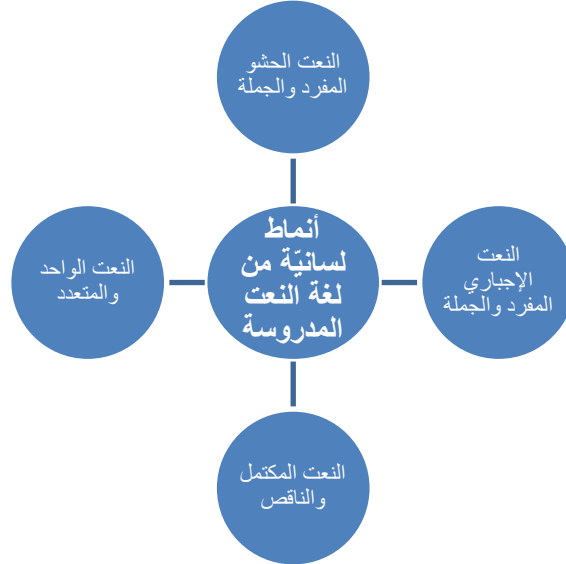 النعت الحشو
المفرد والجملة
أنماط
لسانيّة من
لغة النعت
المدروسة
النعت
الإجباري
المفرد والجملة
النعت الواحد
والمتعدد
النعت المكتمل
والناقص